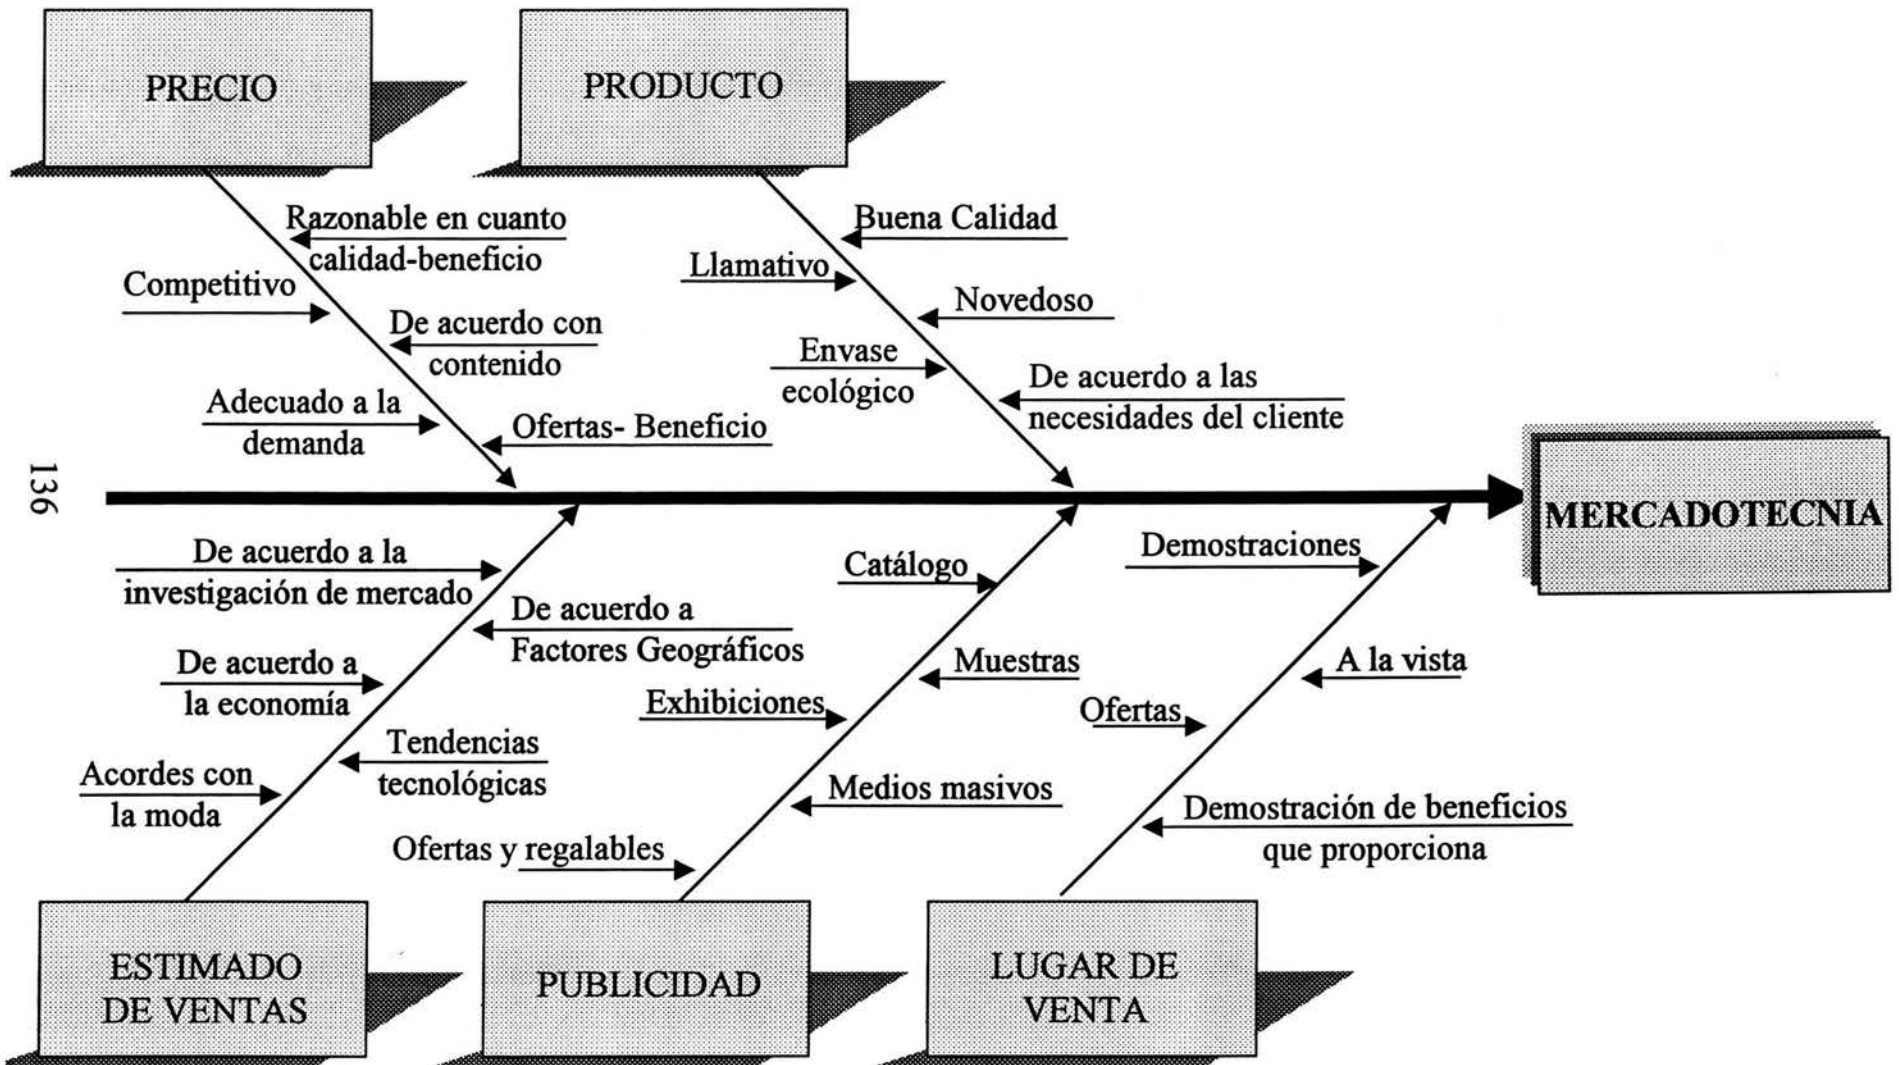 PRECIO
PRODUCTO
Razonable en cuanto
calidad-beneficio
Competitivo
De acuerdo con
contenido
Adecuado a la
demanda
Ofertas- Beneficio
Buena Calidad
Llamativo
Novedoso
Envase
ecológico
De acuerdo a las
necesidades del cliente
136
MERCADOTECNIA
De acuerdo a la
investigación de mercado
De acuerdo a
Factores Geográficos
De acuerdo a
la economía
Tendencias
tecnológicas
Acordes con
la moda
Catálogo
Muestras
Exhibiciones
Medios masivos
Ofertas y regalables
Demostraciones
A la vista
Ofertas
Demostración de beneficios
que proporciona
ESTIMADO
DE VENTAS
PUBLICIDAD
LUGAR DE
VENTA